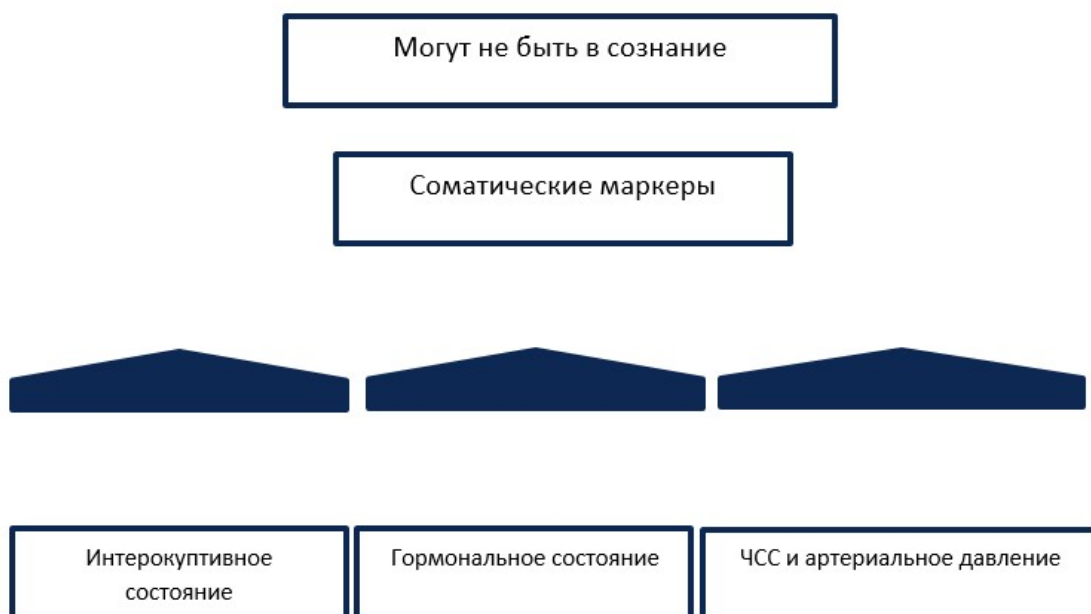 Могут не быть в сознание
Соматические маркеры
Интерокуптивное
состояние
Гормональное состояние
ЧСС и артериальное давление